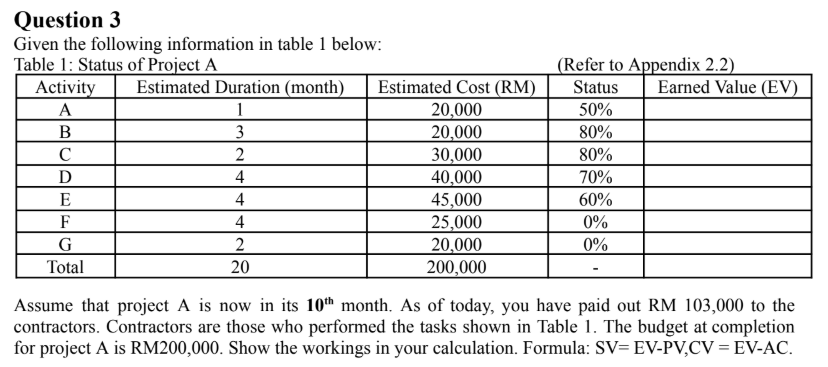 Question 3
Given the following information in table 1 below:
Table 1: Status of Project A (Refer to Appendix 2.2)
Activity Estimated Duration (month) Estimated Cost (RM) Status Earned Value (EV)
A 1 20,000 50%
B 3 20,000 80%
C 2 30,000 80%
D 4 40,000 70%
E 4 45,000 60%
F 4 25,000 0%
G 2 20,000 0%
Total 20 200,000 -
Assume that project A is now in its 10th month. As of today, you have paid out RM 103,000 to the
contractors. Contractors are those who performed the tasks shown in Table 1. The budget at completion
for project A is RM200,000. Show the workings in your calculation. Formula: SV= EV-PV,CV = EV-AC.